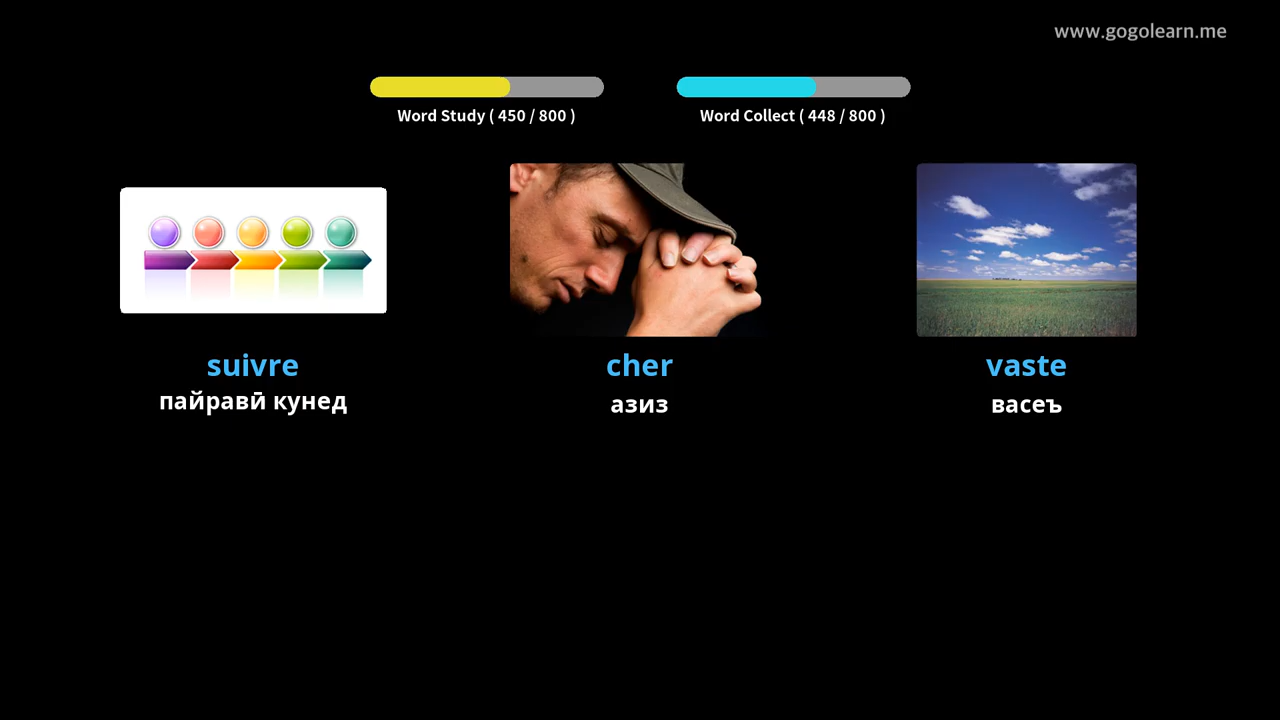 www.gogolearn.me
Word Study ( 450 / 800 )
Word Collect ( 448 / 800 )
suivre
пайравӣ кунед
cher
азиз
vaste
васеъ